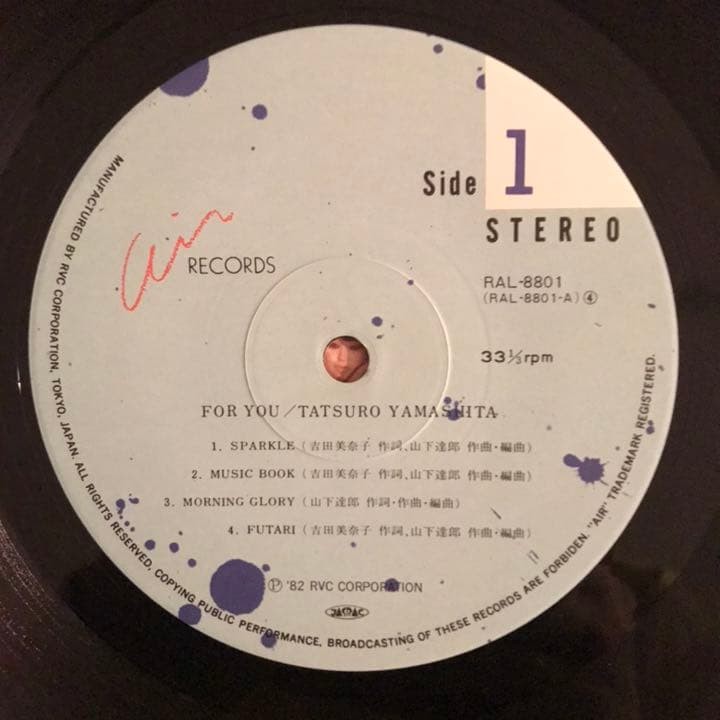 Side 1
STEREO
Air RECORDS
RAL-8801
(RAL-8801-A) ④
33 1/3 rpm
FOR YOU／TATSURO YAMASHITA
1. SPARKLE (吉田美奈子 作詞、山下達郎 作曲・編曲)
2. MUSIC BOOK (吉田美奈子 作詞、山下達郎 作曲・編曲)
3. MORNING GLORY (山下達郎 作詞・作曲・編曲)
4. FUTARI (吉田美奈子 作詞、山下達郎 作曲・編曲)
Ⓟ '82 RVC CORPORATION
JASRAC
MANUFACTURED BY RVC CORPORATION, TOKYO, JAPAN. ALL RIGHTS RESERVED, COPYING PUBLIC PERFORMANCE, BROADCASTING OF THESE RECORDS ARE FORBIDEN. "AIR" TRADEMARK REGISTERED.